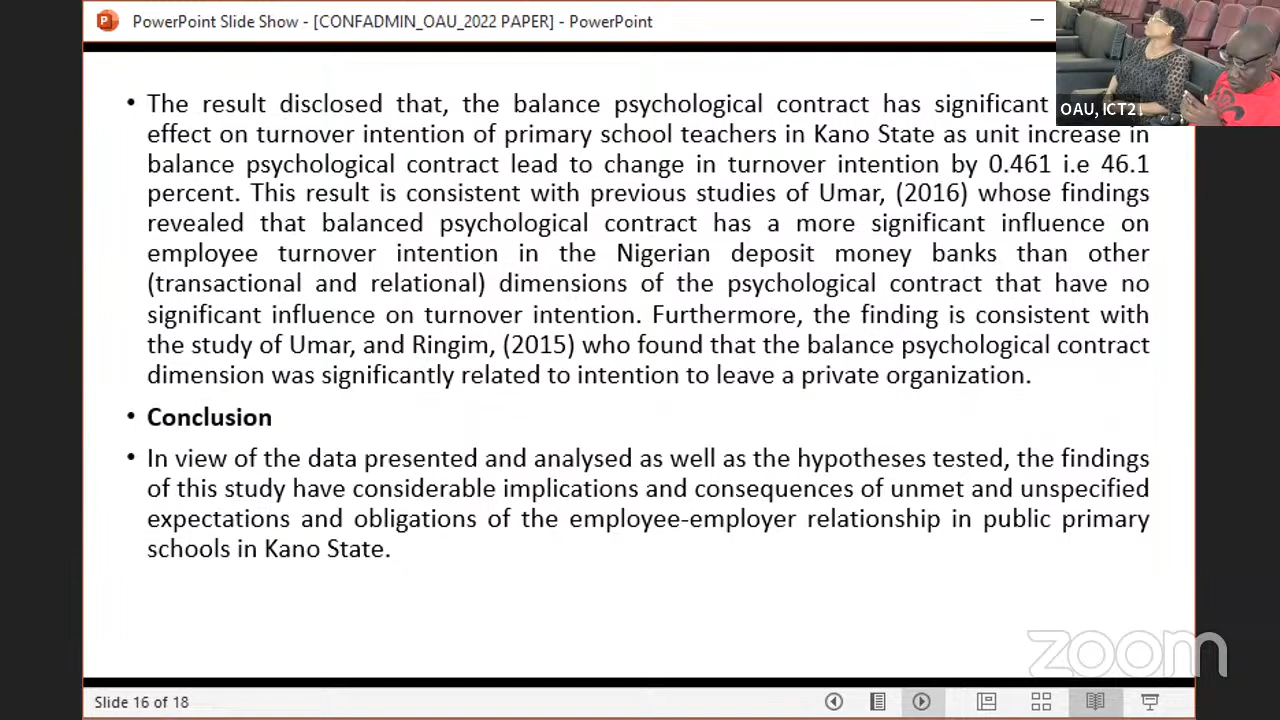 PowerPoint Slide Show - [CONFADMIN_OAU_2022 PAPER] - PowerPoint
OAU, ICT2
• The result disclosed that, the balance psychological contract has significant
effect on turnover intention of primary school teachers in Kano State as unit increase in
balance psychological contract lead to change in turnover intention by 0.461 i.e 46.1
percent. This result is consistent with previous studies of Umar, (2016) whose findings
revealed that balanced psychological contract has a more significant influence on
employee turnover intention in the Nigerian deposit money banks than other
(transactional and relational) dimensions of the psychological contract that have no
significant influence on turnover intention. Furthermore, the finding is consistent with
the study of Umar, and Ringim, (2015) who found that the balance psychological contract
dimension was significantly related to intention to leave a private organization.
• Conclusion
• In view of the data presented and analysed as well as the hypotheses tested, the findings
of this study have considerable implications and consequences of unmet and unspecified
expectations and obligations of the employee-employer relationship in public primary
schools in Kano State.
zoom
Slide 16 of 18